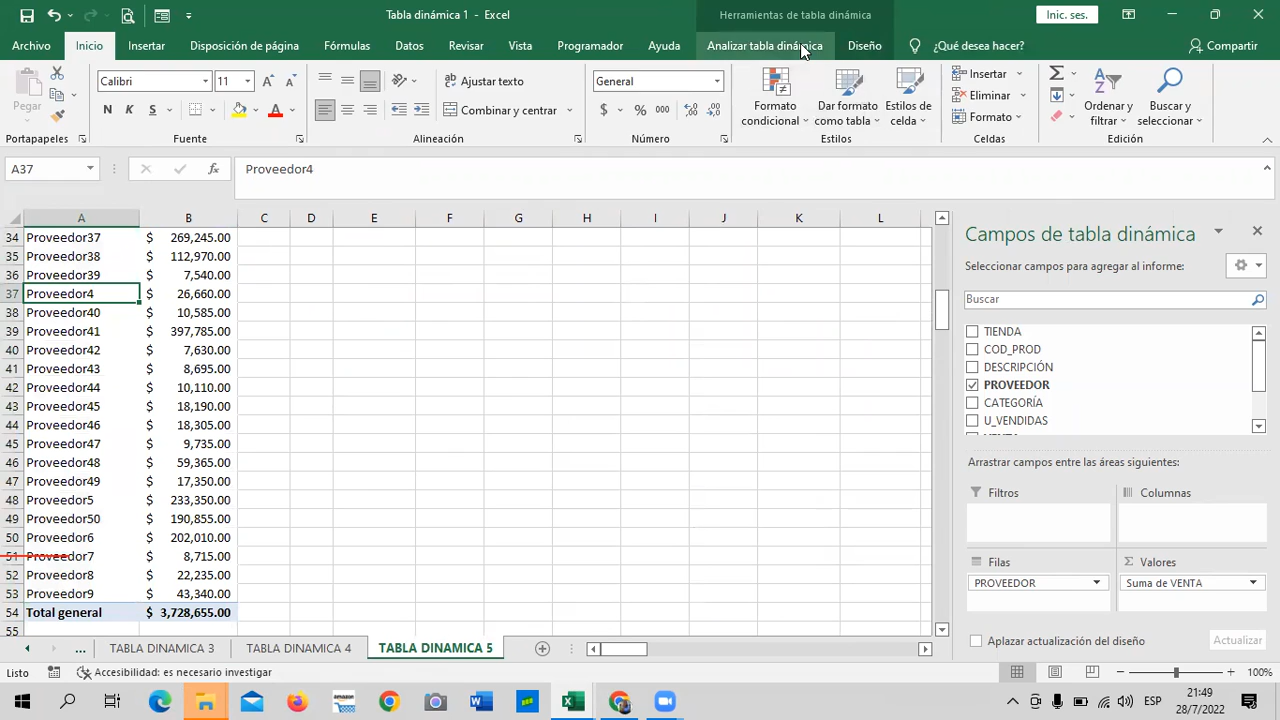 Tabla dinámica 1 - Excel
Herramientas de tabla dinámica
Inic. ses.
Archivo Inicio Insertar Disposición de página Fórmulas Datos Revisar Vista Programador Ayuda Analizar tabla dinámica Diseño ¿Qué desea hacer? Compartir
Pegar
Calibri 11
N K S
Ajustar texto
Combinar y centrar
General
$ % 000
Formato condicional
Dar formato como tabla
Estilos de celda
Insertar
Eliminar
Formato
Ordenar y filtrar
Buscar y seleccionar
Portapapeles Fuente Alineación Número Estilos Celdas Edición
A37 fx Proveedor4
A B C D E F G H I J K L
34 Proveedor37 $ 269,245.00
35 Proveedor38 $ 112,970.00
36 Proveedor39 $ 7,540.00
37 Proveedor4 $ 26,660.00
38 Proveedor40 $ 10,585.00
39 Proveedor41 $ 397,785.00
40 Proveedor42 $ 7,630.00
41 Proveedor43 $ 8,695.00
42 Proveedor44 $ 10,110.00
43 Proveedor45 $ 18,190.00
44 Proveedor46 $ 18,305.00
45 Proveedor47 $ 9,735.00
46 Proveedor48 $ 59,365.00
47 Proveedor49 $ 17,350.00
48 Proveedor5 $ 233,350.00
49 Proveedor50 $ 190,855.00
50 Proveedor6 $ 202,010.00
51 Proveedor7 $ 8,715.00
52 Proveedor8 $ 22,235.00
53 Proveedor9 $ 43,340.00
54 Total general $ 3,728,655.00
55
Campos de tabla dinámica
Seleccionar campos para agregar al informe:
Buscar
TIENDA
COD_PROD
DESCRIPCIÓN
PROVEEDOR
CATEGORÍA
U_VENDIDAS
Arrastrar campos entre las áreas siguientes:
Filtros Columnas
Filas Valores
PROVEEDOR Suma de VENTA
Aplazar actualización del diseño Actualizar
... TABLA DINAMICA 3 TABLA DINAMICA 4 TABLA DINAMICA 5
Listo Accesibilidad: es necesario investigar 100%
ESP
21:49
28/7/2022